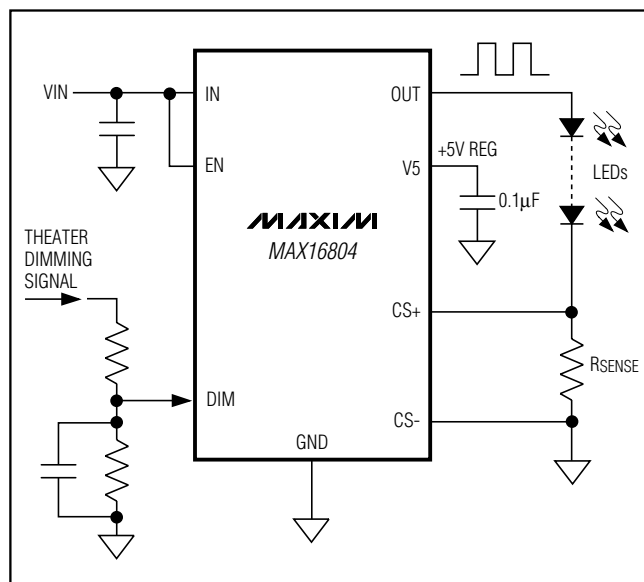 VIN
IN
OUT
EN
+5V REG
V5
LEDs
0.1µF
MAXIM
MAX16804
THEATER
DIMMING
SIGNAL
CS+
RSENSE
DIM
CS-
GND